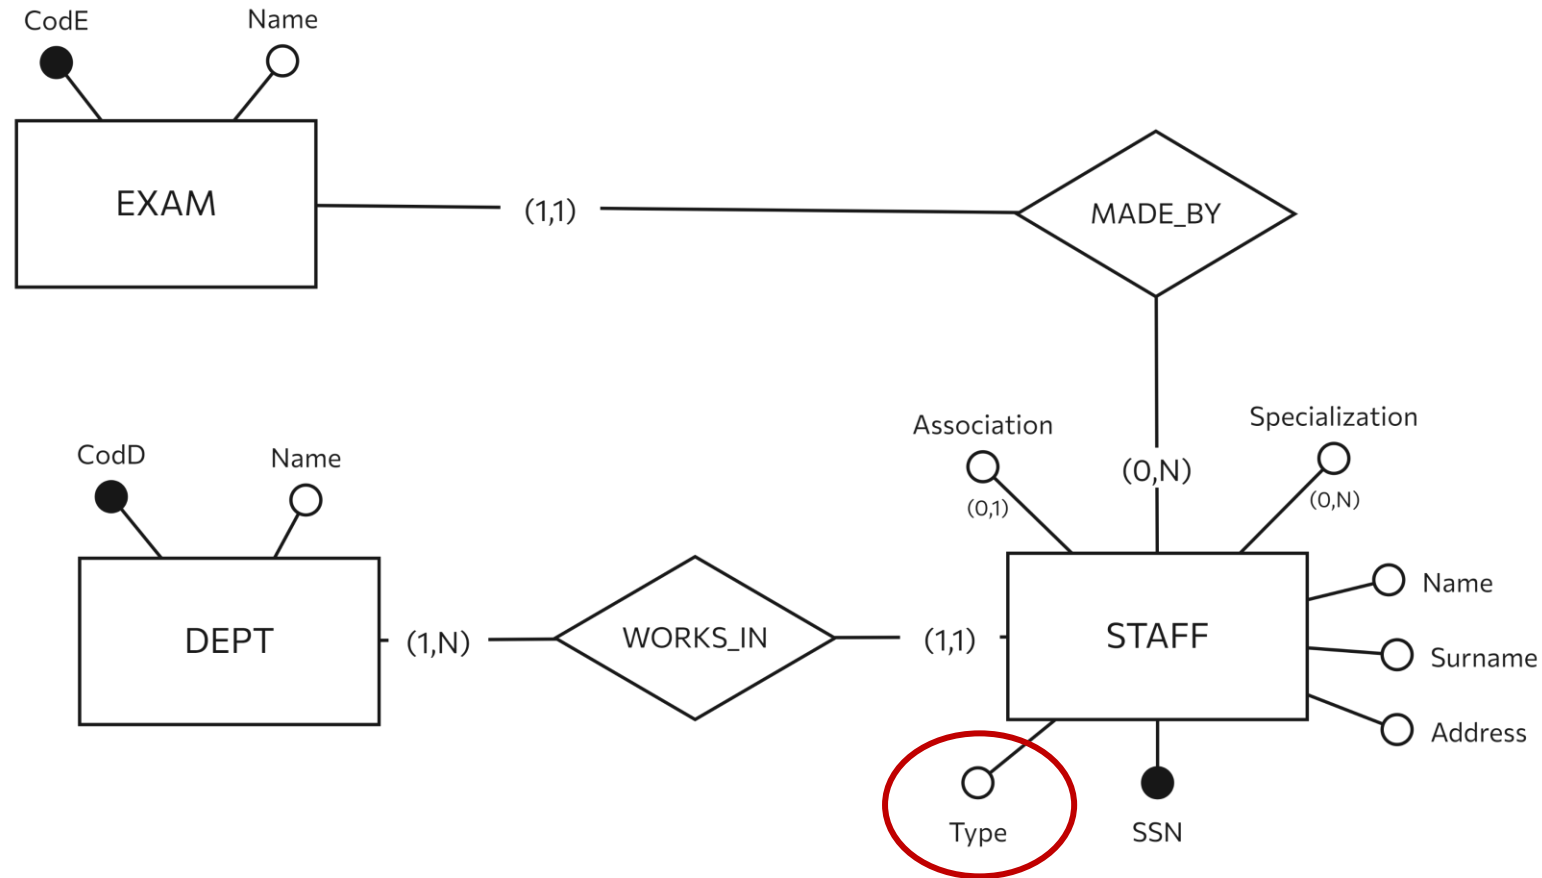 CodE
Name
EXAM
(1,1)
MADE_BY
Association
Specialization
(0,1)
(0,N)
(0,N)
CodD
Name
DEPT
(1,N)
WORKS_IN
(1,1)
STAFF
Name
Surname
Address
Type
SSN